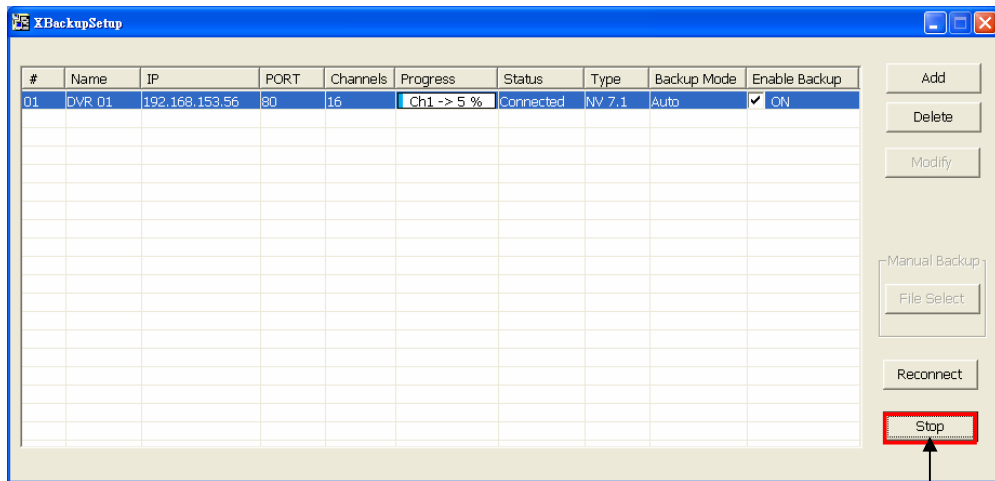 XBackupSetup
# Name IP PORT Channels Progress Status Type Backup Mode Enable Backup
01 DVR 01 192.168.153.56 80 16 Ch1 -> 5 % Connected NV 7.1 Auto ON
Add
Delete
Modify
Manual Backup
File Select
Reconnect
Stop